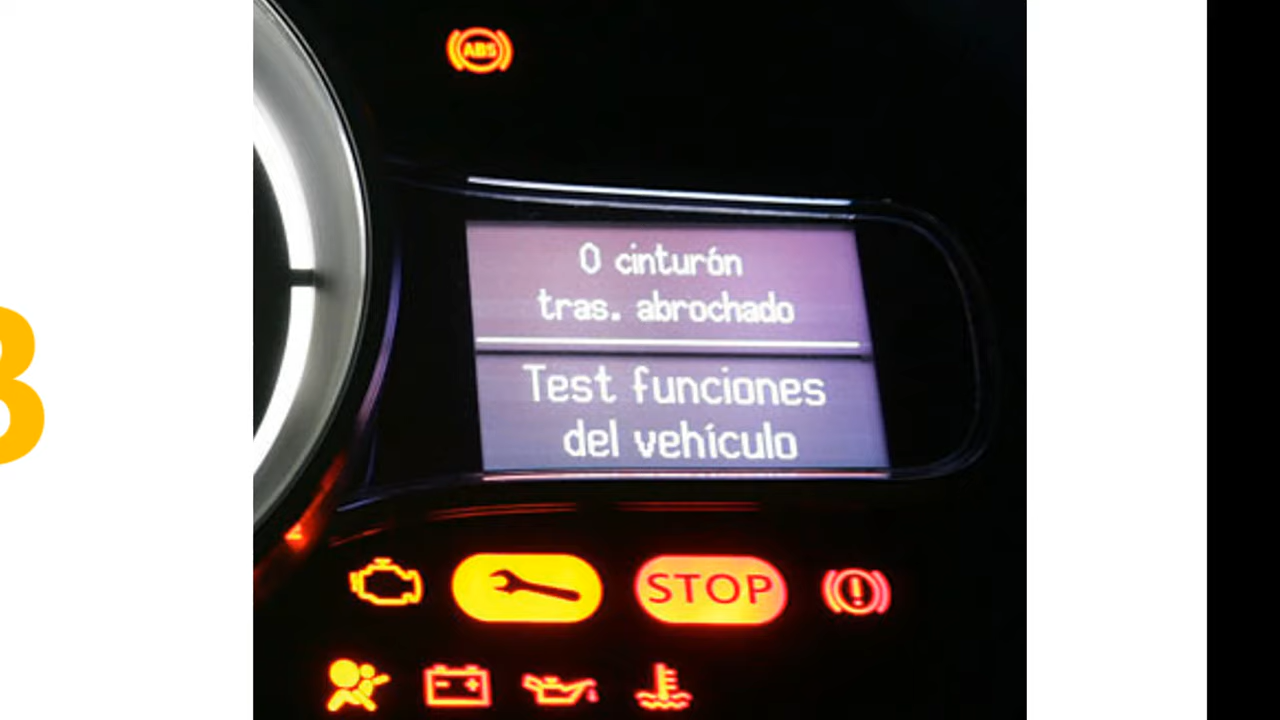 ABS
0 cinturón
tras. abrochado
Test funciones
del vehículo
STOP